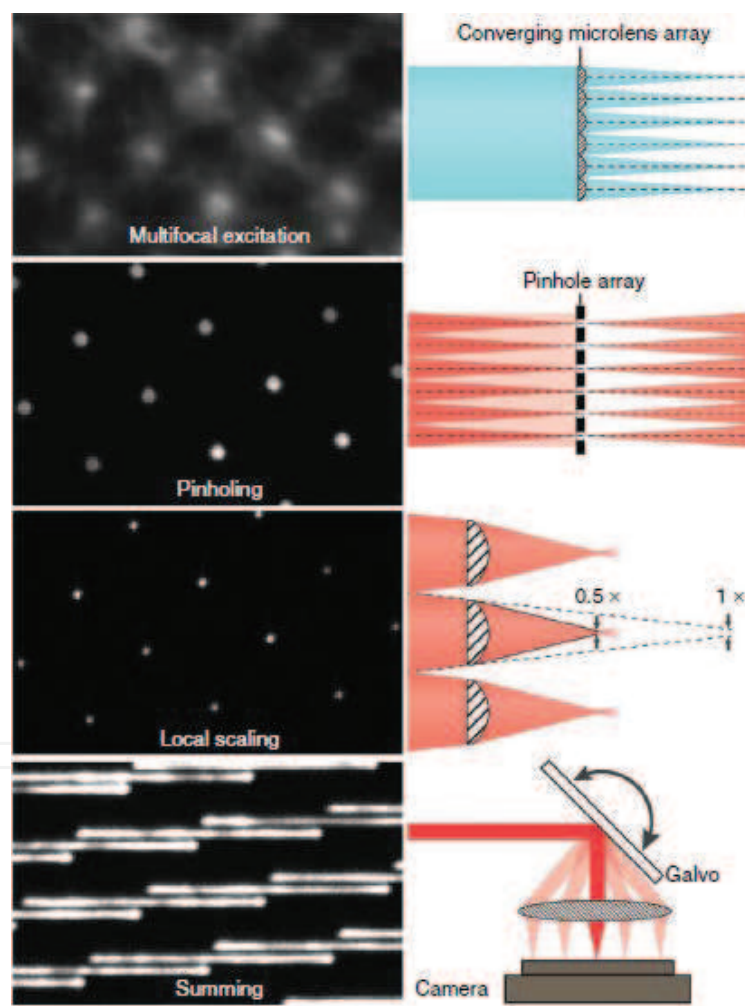 Converging microlens array
Multifocal excitation
Pinhole array
Pinholing
0.5 ×
1 ×
Local scaling
Galvo
Summing
Camera